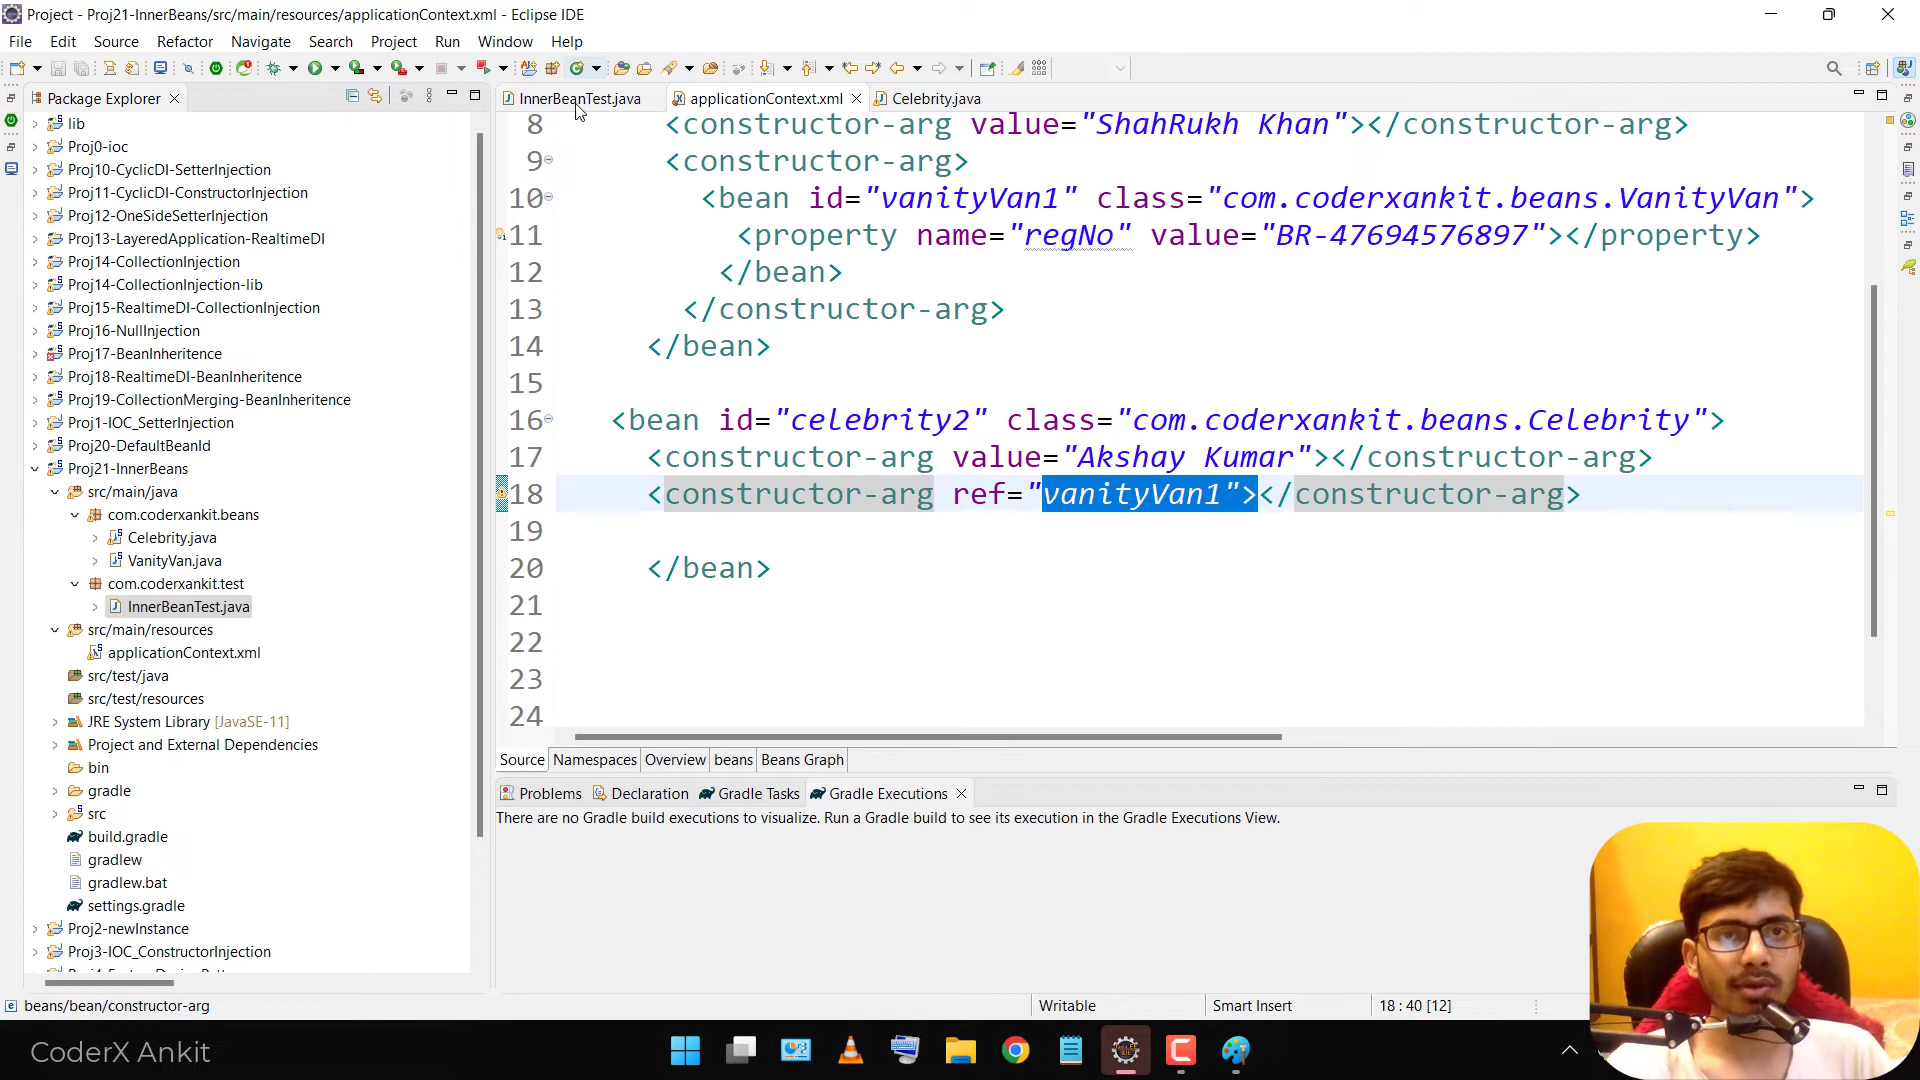 Project - Proj21-InnerBeans/src/main/resources/applicationContext.xml - Eclipse IDE
File Edit Source Refactor Navigate Search Project Run Window Help
Package Explorer
lib
Proj0-ioc
Proj10-CyclicDI-SetterInjection
Proj11-CyclicDI-ConstructorInjection
Proj12-OneSideSetterInjection
Proj13-LayeredApplication-RealtimeDI
Proj14-CollectionInjection
Proj14-CollectionInjection-lib
Proj15-RealtimeDI-CollectionInjection
Proj16-NullInjection
Proj17-BeanInheritence
Proj18-RealtimeDI-BeanInheritence
Proj19-CollectionMerging-BeanInheritence
Proj1-IOC_SetterInjection
Proj20-DefaultBeanId
Proj21-InnerBeans
src/main/java
com.coderxankit.beans
Celebrity.java
VanityVan.java
com.coderxankit.test
InnerBeanTest.java
src/main/resources
applicationContext.xml
src/test/java
src/test/resources
JRE System Library [JavaSE-11]
Project and External Dependencies
bin
gradle
src
build.gradle
gradlew
gradlew.bat
settings.gradle
Proj2-newInstance
Proj3-IOC_ConstructorInjection
InnerBeanTest.java applicationContext.xml Celebrity.java
8 <constructor-arg value="ShahRukh Khan"></constructor-arg>
9 <constructor-arg>
10 <bean id="vanityVan1" class="com.coderxankit.beans.VanityVan">
11 <property name="regNo" value="BR-47694576897"></property>
12 </bean>
13 </constructor-arg>
14 </bean>
15
16 <bean id="celebrity2" class="com.coderxankit.beans.Celebrity">
17 <constructor-arg value="Akshay Kumar"></constructor-arg>
18 <constructor-arg ref="vanityVan1"></constructor-arg>
19
20 </bean>
21
22
23
24
Source Namespaces Overview beans Beans Graph
Problems Declaration Gradle Tasks Gradle Executions
There are no Gradle build executions to visualize. Run a Gradle build to see its execution in the Gradle Executions View.
beans/bean/constructor-arg Writable Smart Insert 18 : 40 [12]
CoderX Ankit